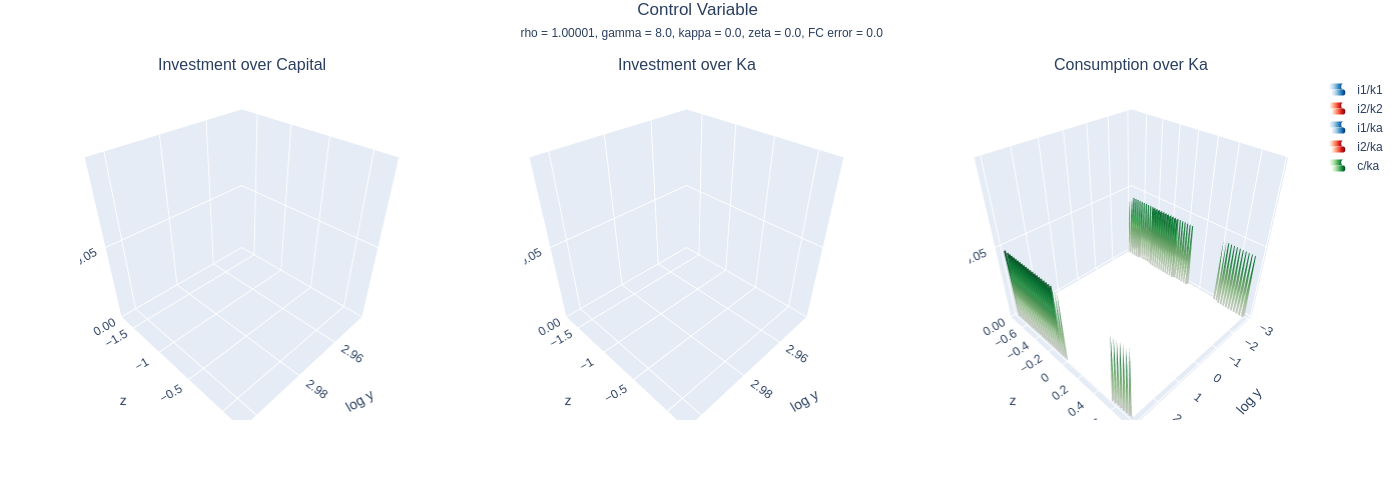 Control Variable
rho = 1.00001, gamma = 8.0, kappa = 0.0, zeta = 0.0, FC error = 0.0
Investment over Capital
Investment over Ka
Consumption over Ka
i1/k1
i2/k2
i1/ka
i2/ka
c/ka
0.00
−1.5
−1
−0.5
z
2.96
2.98
log y
0.00
−1.5
−1
−0.5
z
2.96
2.98
log y
0.00
−0.6
−0.4
−0.2
0
0.2
0.4
z
−3
−2
−1
0
1
2
log y